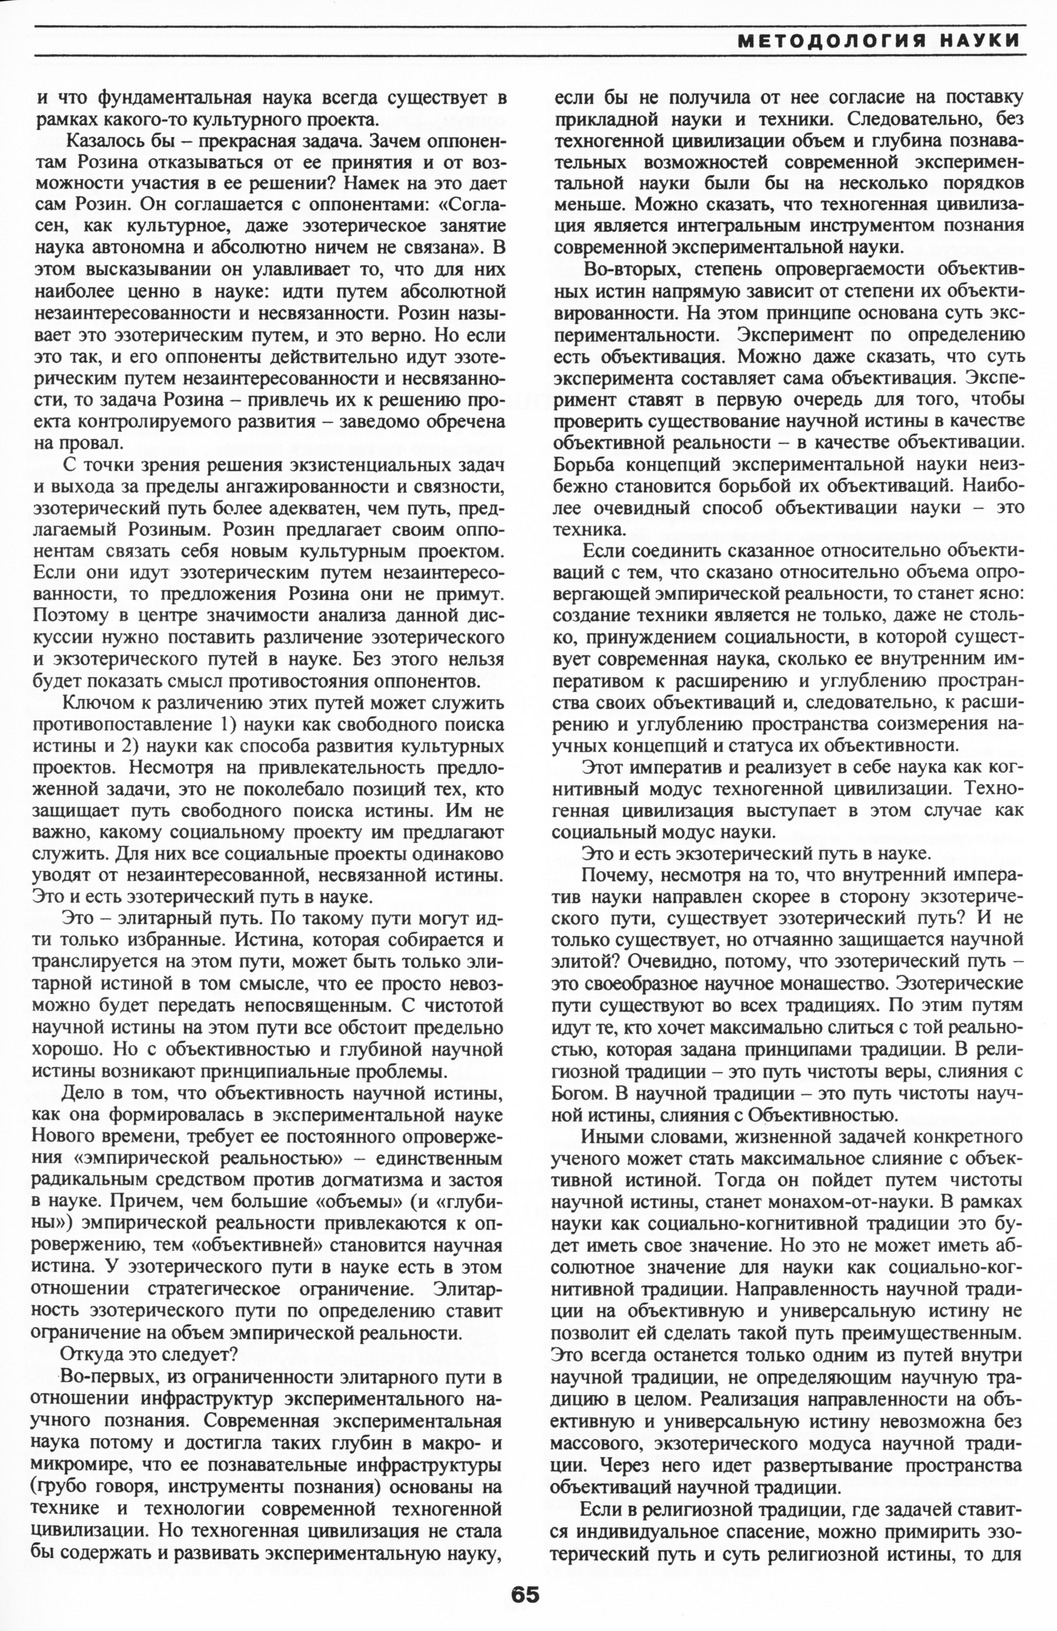 МЕТОДОЛОГИЯ НАУКИ
и что фундаментальная наука всегда существует в
рамках какого-то культурного проекта.
Казалось бы – прекрасная задача. Зачем оппонен-
там Розина отказываться от ее принятия и от воз-
можности участия в ее решении? Намек на это дает
сам Розин. Он соглашается с оппонентами: «Согла-
сен, как культурное, даже эзотерическое занятие
наука автономна и абсолютно ничем не связана». В
этом высказывании он улавливает то, что для них
наиболее ценно в науке: идти путем абсолютной
незаинтересованности и несвязанности. Розин назы-
вает это эзотерическим путем, и это верно. Но если
это так, и его оппоненты действительно идут эзоте-
рическим путем незаинтересованности и несвязанно-
сти, то задача Розина – привлечь их к решению про-
екта контролируемого развития – заведомо обречена
на провал.
С точки зрения решения экзистенциальных задач
и выхода за пределы ангажированности и связности,
эзотерический путь более адекватен, чем путь, пред-
лагаемый Розиным. Розин предлагает своим оппо-
нентам связать себя новым культурным проектом.
Если они идут эзотерическим путем незаинтересо-
ванности, то предложения Розина они не примут.
Поэтому в центре значимости анализа данной дис-
куссии нужно поставить различение эзотерического
и экзотерического путей в науке. Без этого нельзя
будет показать смысл противостояния оппонентов.
Ключом к различению этих путей может служить
противопоставление 1) науки как свободного поиска
истины и 2) науки как способа развития культурных
проектов. Несмотря на привлекательность предло-
женной задачи, это не поколебало позиций тех, кто
защищает путь свободного поиска истины. Им не
важно, какому социальному проекту им предлагают
служить. Для них все социальные проекты одинаково
уводят от незаинтересованной, несвязанной истины.
Это и есть эзотерический путь в науке.
Это – элитарный путь. По такому пути могут ид-
ти только избранные. Истина, которая собирается и
транслируется на этом пути, может быть только эли-
тарной истиной в том смысле, что ее просто невоз-
можно будет передать непосвященным. С чистотой
научной истины на этом пути все обстоит предельно
хорошо. Но с объективностью и глубиной научной
истины возникают принципиальные проблемы.
Дело в том, что объективность научной истины,
как она формировалась в экспериментальной науке
Нового времени, требует ее постоянного опроверже-
ния «эмпирической реальностью» – единственным
радикальным средством против догматизма и застоя
в науке. Причем, чем большие «объемы» (и «глуби-
ны») эмпирической реальности привлекаются к оп-
ровержению, тем «объективней» становится научная
истина. У эзотерического пути в науке есть в этом
отношении стратегическое ограничение. Элитар-
ность эзотерического пути по определению ставит
ограничение на объем эмпирической реальности.
Откуда это следует?
Во-первых, из ограниченности элитарного пути в
отношении инфраструктур экспериментального на-
учного познания. Современная экспериментальная
наука потому и достигла таких глубин в макро- и
микромире, что ее познавательные инфраструктуры
(грубо говоря, инструменты познания) основаны на
технике и технологии современной техногенной
цивилизации. Но техногенная цивилизация не стала
бы содержать и развивать экспериментальную науку,
если бы не получила от нее согласие на поставку
прикладной науки и техники. Следовательно, без
техногенной цивилизации объем и глубина познава-
тельных возможностей современной эксперимен-
тальной науки были бы на несколько порядков
меньше. Можно сказать, что техногенная цивилиза-
ция является интегральным инструментом познания
современной экспериментальной науки.
Во-вторых, степень опровергаемости объектив-
ных истин напрямую зависит от степени их объекти-
вированности. На этом принципе основана суть экс-
периментальности. Эксперимент по определению
есть объективация. Можно даже сказать, что суть
эксперимента составляет сама объективация. Экспе-
римент ставят в первую очередь для того, чтобы
проверить существование научной истины в качестве
объективной реальности – в качестве объективации.
Борьба концепций экспериментальной науки неиз-
бежно становится борьбой их объективаций. Наибо-
лее очевидный способ объективации науки – это
техника.
Если соединить сказанное относительно объекти-
ваций с тем, что сказано относительно объема опро-
вергающей эмпирической реальности, то станет ясно:
создание техники является не только, даже не столь-
ко, принуждением социальности, в которой сущест-
вует современная наука, сколько ее внутренним им-
перативом к расширению и углублению простран-
ства своих объективаций и, следовательно, к расши-
рению и углублению пространства соизмерения на-
учных концепций и статуса их объективности.
Этот императив и реализует в себе наука как ког-
нитивный модус техногенной цивилизации. Техно-
генная цивилизация выступает в этом случае как
социальный модус науки.
Это и есть экзотерический путь в науке.
Почему, несмотря на то, что внутренний импера-
тив науки направлен скорее в сторону экзотериче-
ского пути, существует эзотерический путь? И не
только существует, но отчаянно защищается научной
элитой? Очевидно, потому, что эзотерический путь –
это своеобразное научное монашество. Эзотерические
пути существуют во всех традициях. По этим путям
идут те, кто хочет максимально слиться с той реально-
стью, которая задана принципами традиции. В рели-
гиозной традиции – это путь чистоты веры, слияния с
Богом. В научной традиции – это путь чистоты науч-
ной истины, слияния с Объективностью.
Иными словами, жизненной задачей конкретного
ученого может стать максимальное слияние с объек-
тивной истиной. Тогда он пойдет путем чистоты
научной истины, станет монахом-от-науки. В рамках
науки как социально-когнитивной традиции это бу-
дет иметь свое значение. Но это не может иметь аб-
солютное значение для науки как социально-ког-
нитивной традиции. Направленность научной тради-
ции на объективную и универсальную истину не
позволит ей сделать такой путь преимущественным.
Это всегда останется только одним из путей внутри
научной традиции, не определяющим научную тра-
дицию в целом. Реализация направленности на объ-
ективную и универсальную истину невозможна без
массового, экзотерического модуса научной тради-
ции. Через него идет развертывание пространства
объективаций научной традиции.
Если в религиозной традиции, где задачей ставит-
ся индивидуальное спасение, можно примирить эзо-
терический путь и суть религиозной истины, то для
65